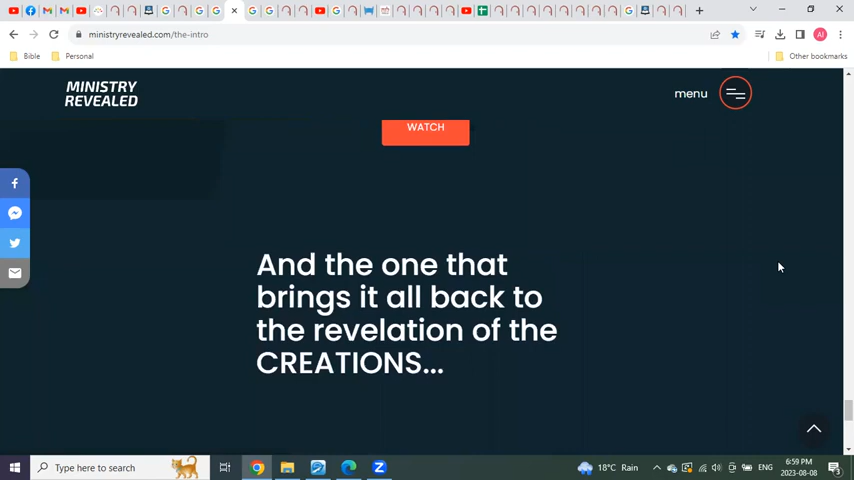 ministryrevealed.com/the-intro
Bible
Personal
Other bookmarks
AI
MINISTRY
REVEALED
menu
WATCH
And the one that
brings it all back to
the revelation of the
CREATIONS...
Type here to search
18°C Rain
ENG
6:59 PM
2023-08-08
3